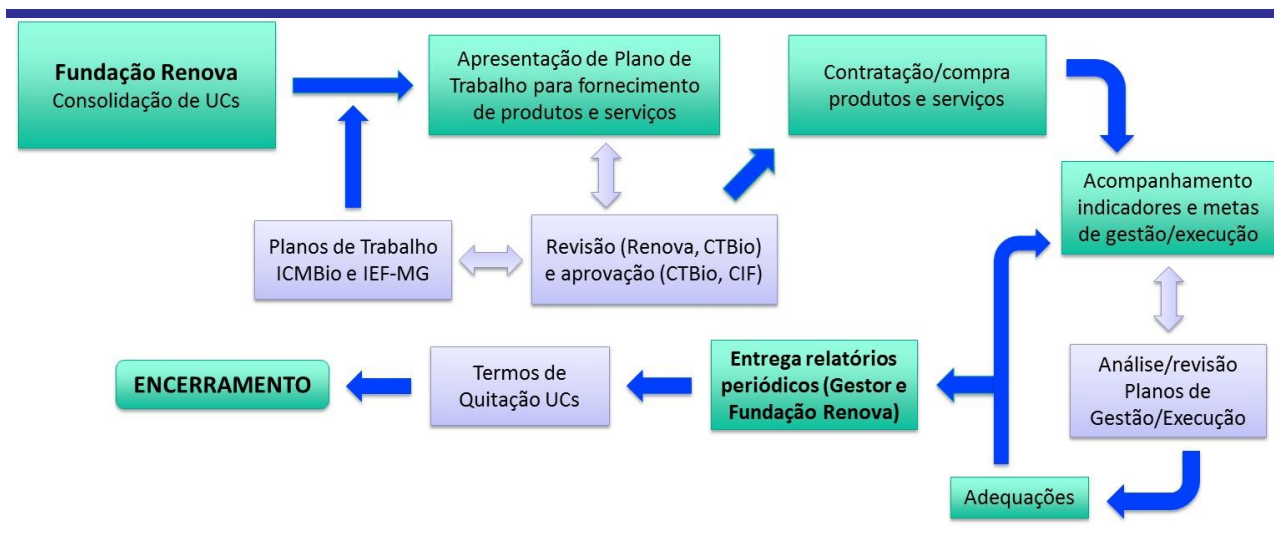 Fundação Renova
Consolidação de UCs
Apresentação de Plano de
Trabalho para fornecimento
de produtos e serviços
Contratação/compra
produtos e serviços
Acompanhamento
indicadores e metas
de gestão/execução
Planos de Trabalho
ICMBio e IEF-MG
Revisão (Renova, CTBio)
e aprovação (CTBio, CIF)
ENCERRAMENTO
Termos de
Quitação UCs
Entrega relatórios
periódicos (Gestor e
Fundação Renova)
Análise/revisão
Planos de
Gestão/Execução
Adequações